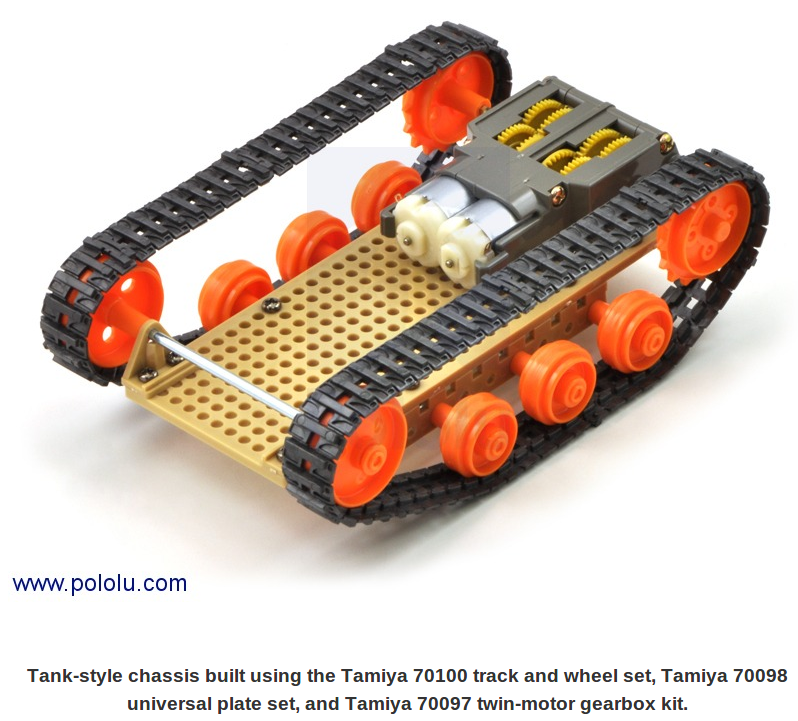 www.pololu.com
Tank-style chassis built using the Tamiya 70100 track and wheel set, Tamiya 70098
universal plate set, and Tamiya 70097 twin-motor gearbox kit.